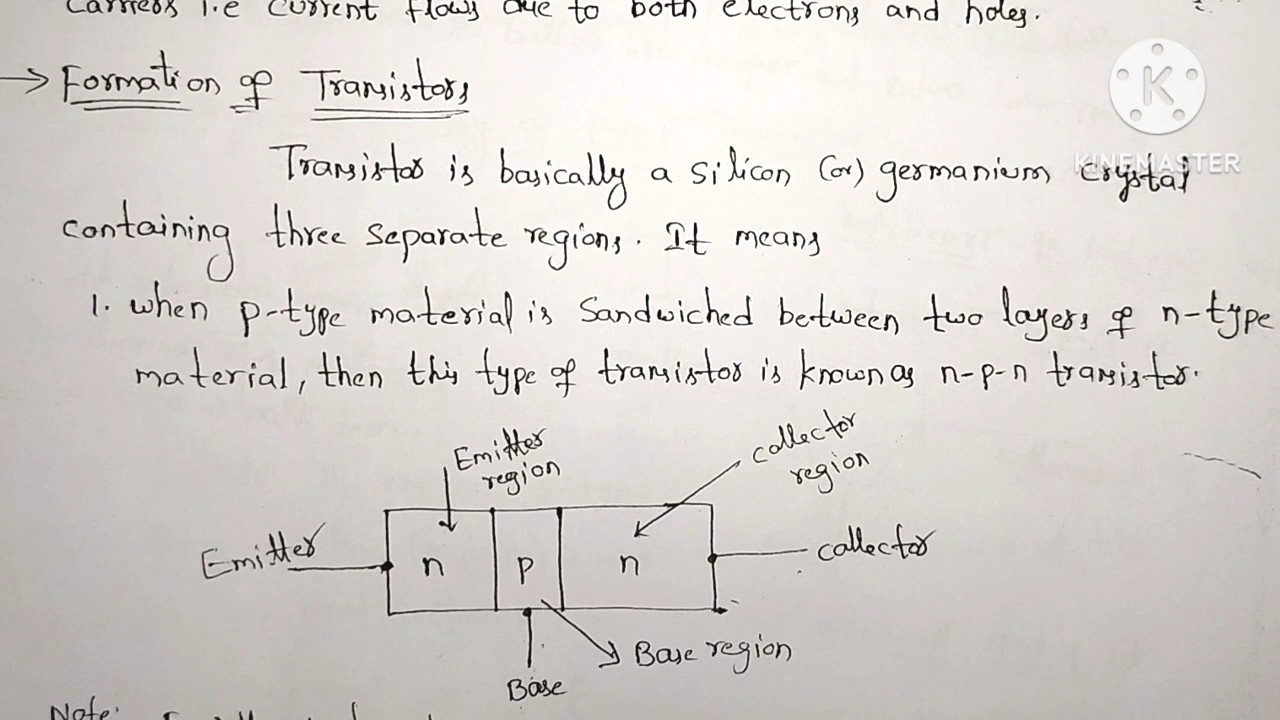 Carriers i.e current flows due to both electrons and holes.
→ Formation of Transistors
K
KINEMASTER
Transistor is basically a silicon (or) germanium crystal
containing three separate regions. It means
1. when p-type material is sandwiched between two layers of n-type
material, then this type of transistor is known as n-p-n transistor.
Emitter
region
collector
region
Emitter
n
p
n
collector
Base region
Base
Note: